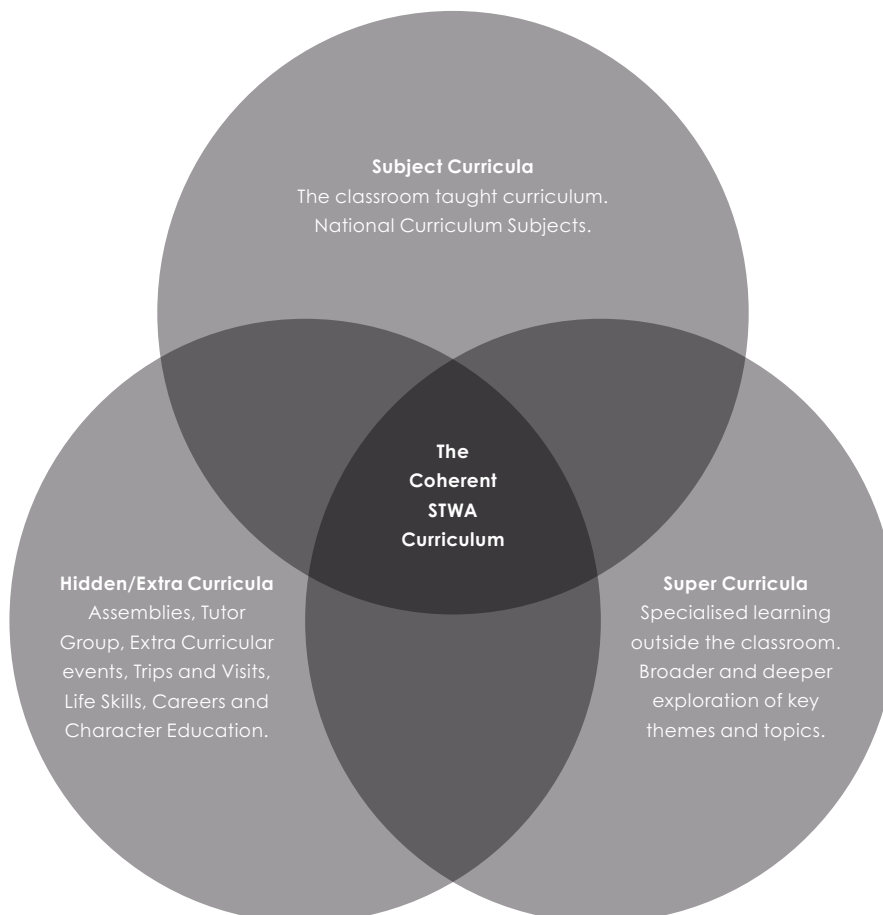 Subject Curricula
The classroom taught curriculum.
National Curriculum Subjects.
The
Coherent
STWA
Curriculum
Hidden/Extra Curricula
Assemblies, Tutor
Group, Extra Curricular
events, Trips and Visits,
Life Skills, Careers and
Character Education.
Super Curricula
Specialised learning
outside the classroom.
Broader and deeper
exploration of key
themes and topics.